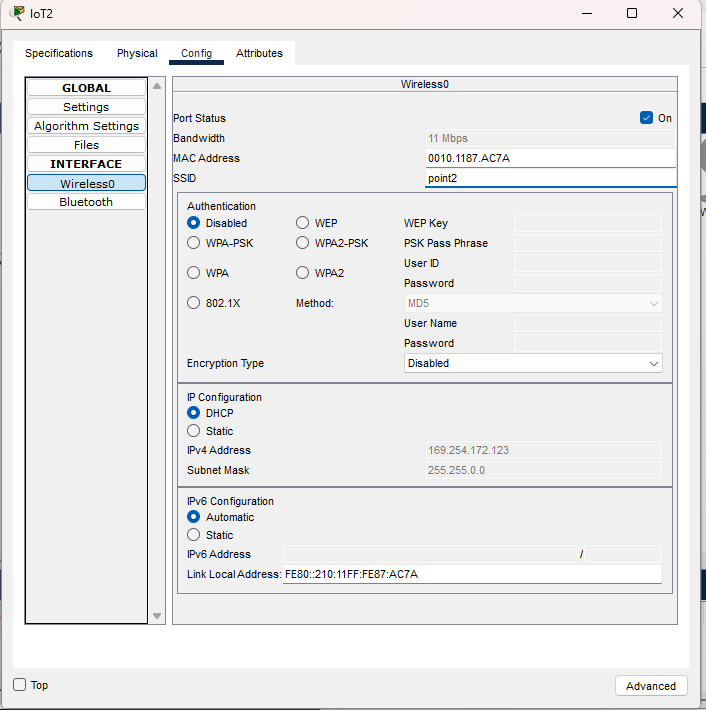 IoT2
Specifications Physical Config Attributes
GLOBAL
Settings
Algorithm Settings
Files
INTERFACE
Wireless0
Bluetooth
Wireless0
Port Status On
Bandwidth 11 Mbps
MAC Address 0010.1187.AC7A
SSID point2
Authentication
Disabled WEP WEP Key
WPA-PSK WPA2-PSK PSK Pass Phrase
User ID
WPA WPA2
Password
802.1X Method: MD5
User Name
Password
Encryption Type Disabled
IP Configuration
DHCP
Static
IPv4 Address 169.254.172.123
Subnet Mask 255.255.0.0
IPv6 Configuration
Automatic
Static
IPv6 Address /
Link Local Address: FE80::210:11FF:FE87:AC7A
Top Advanced